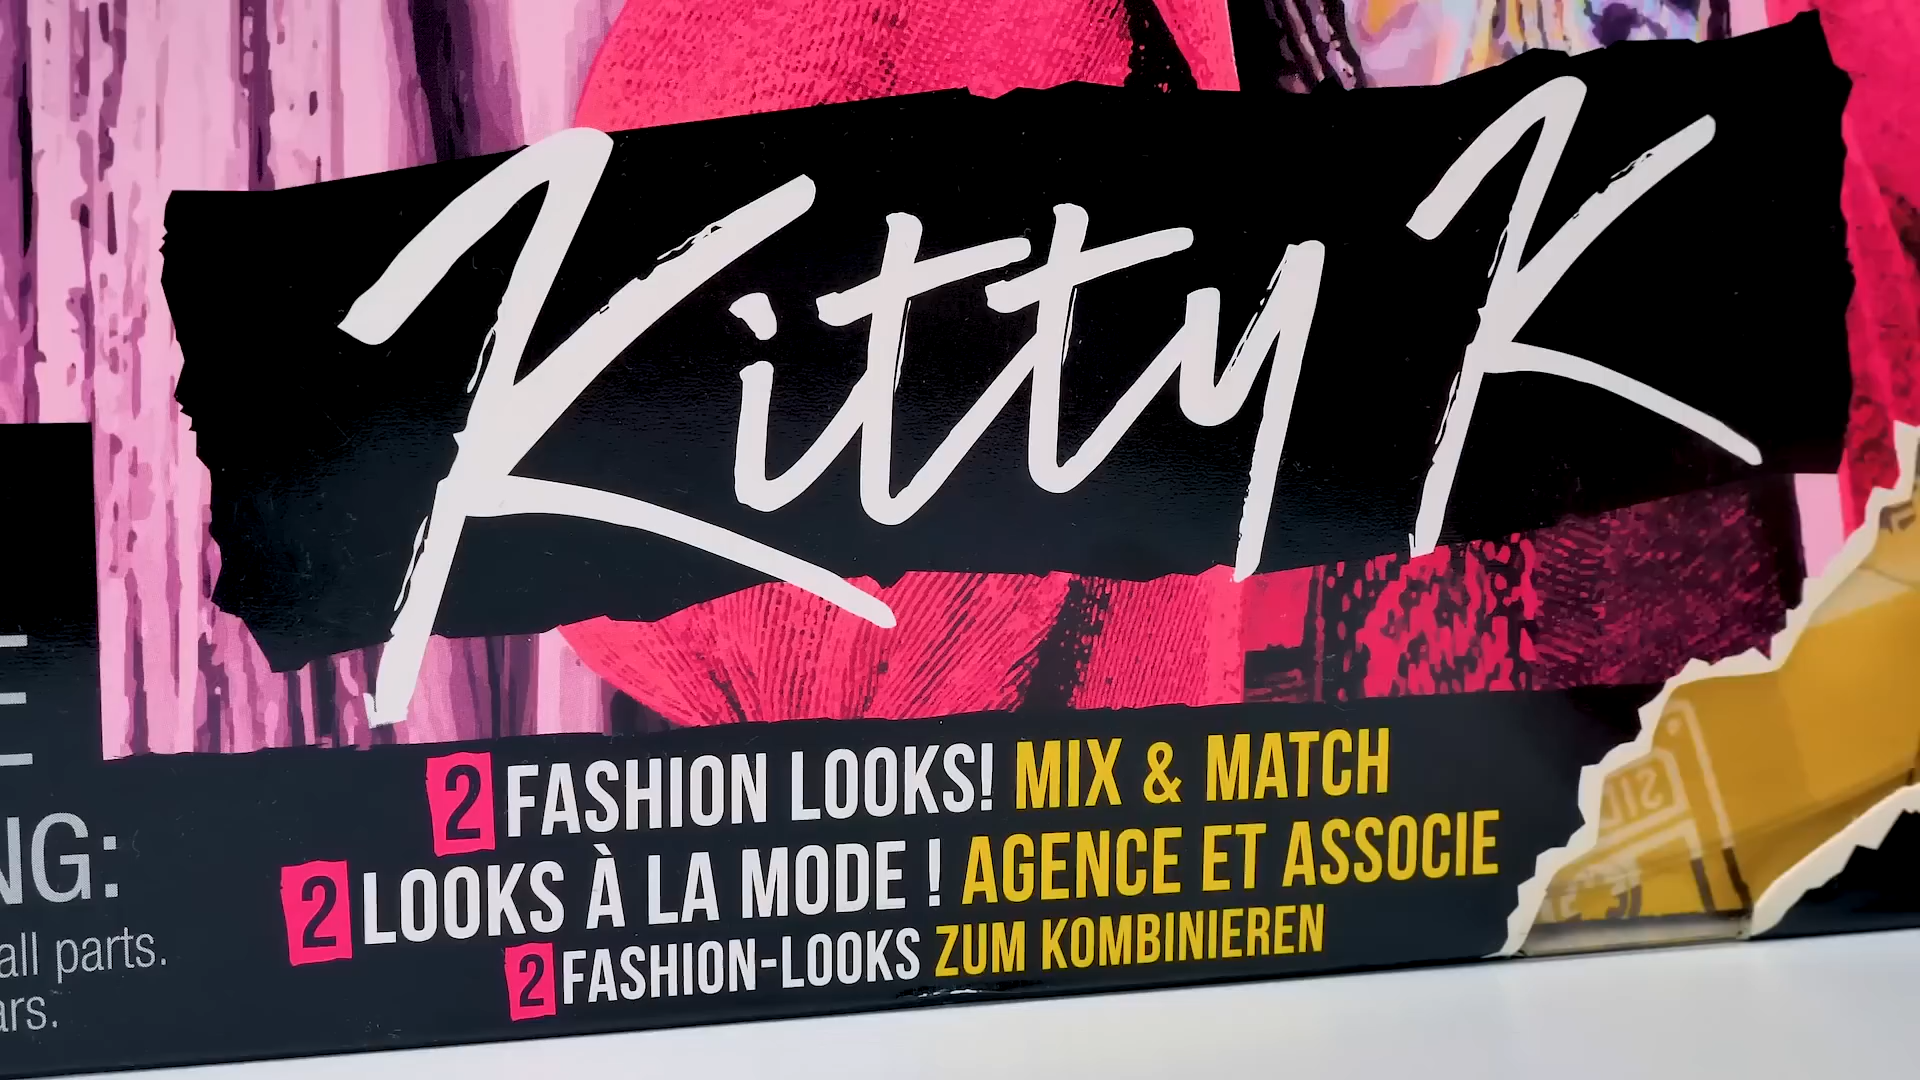 Kitty K
2 FASHION LOOKS! MIX & MATCH
2 LOOKS À LA MODE ! AGENCE ET ASSOCIE
2 FASHION-LOOKS ZUM KOMBINIEREN
NG:
all parts.
ars.